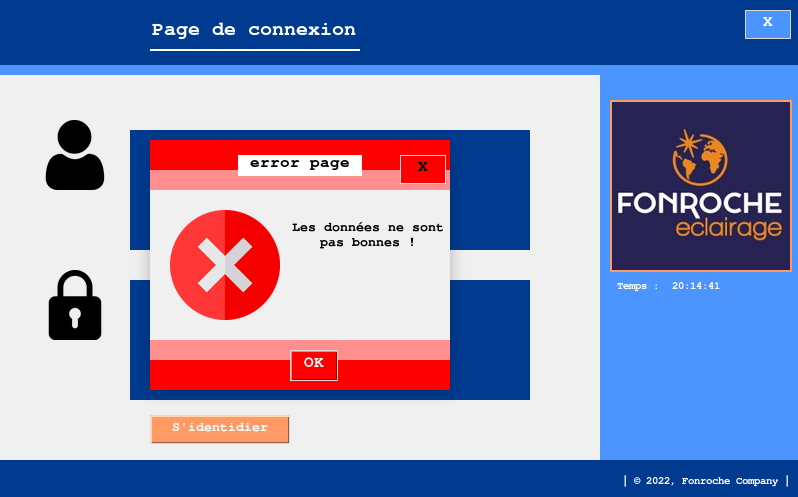 Page de connexion
X
error page
X
Les données ne sont
pas bonnes !
OK
FONROCHE
eclairage
Temps : 20:14:41
S'identidier
| © 2022, Fonroche Company |